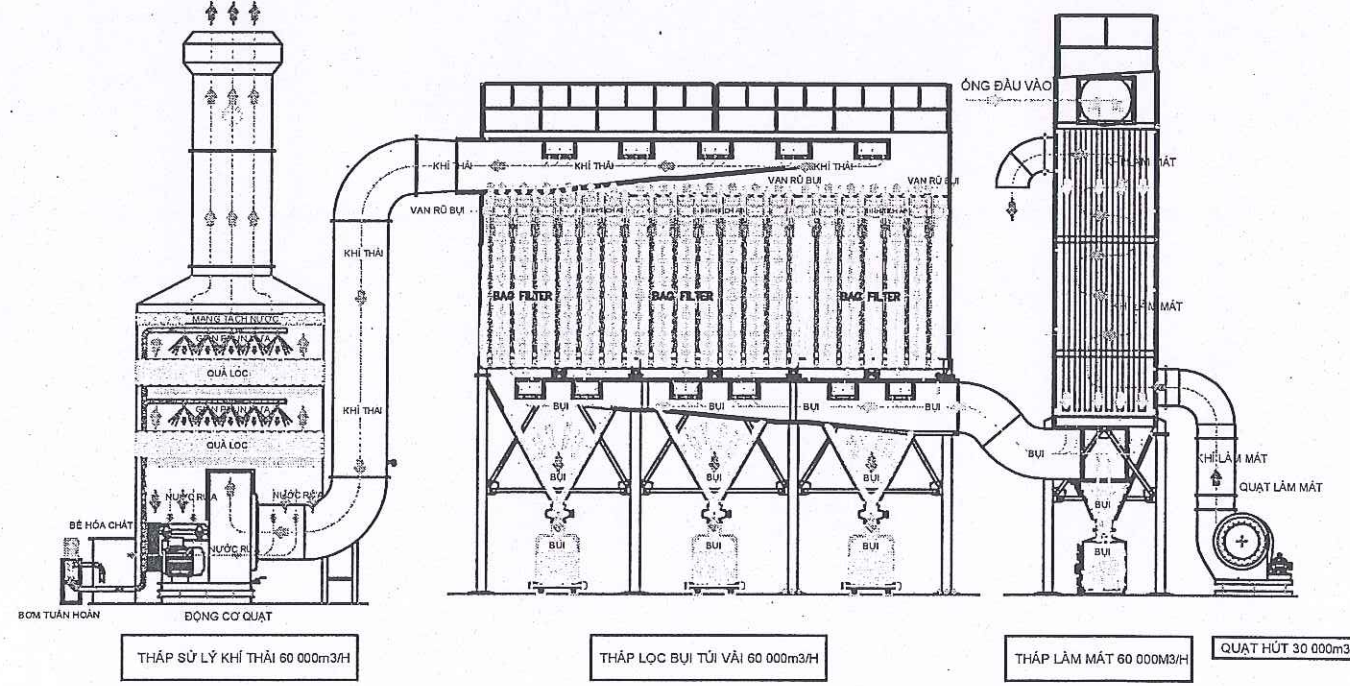 ỐNG ĐẦU VÀO
KHÍ THẢI
KHÍ THẢI
KHÍ THẢI
LÀM MÁT
VAN RŨ BỤI
VAN RŨ BỤI
VAN RŨ BỤI
KHÍ THẢI
BAG FILTER
BAG FILTER
BAG FILTER
LÀM MÁT
MÀNG TÁCH NƯỚC
QUẢ LỌC
KHÍ THẢI
BỤI
BỤI
BỤI
BỤI
QUẢ LỌC
BỤI
KHÍ LÀM MÁT
BỤI
BỤI
BỤI
QUẠT LÀM MÁT
NƯỚC RỬA
NƯỚC RỬA
BỤI
BỂ HÓA CHẤT
NƯỚC RỬA
BỤI
BỤI
BỤI
BỤI
BƠM TUẦN HOÀN
ĐỘNG CƠ QUẠT
THÁP SỬ LÝ KHÍ THẢI 60 000m3/H
THÁP LỌC BỤI TÚI VẢI 60 000m3/H
THÁP LÀM MÁT 60 000M3/H
QUẠT HÚT 30 000m3